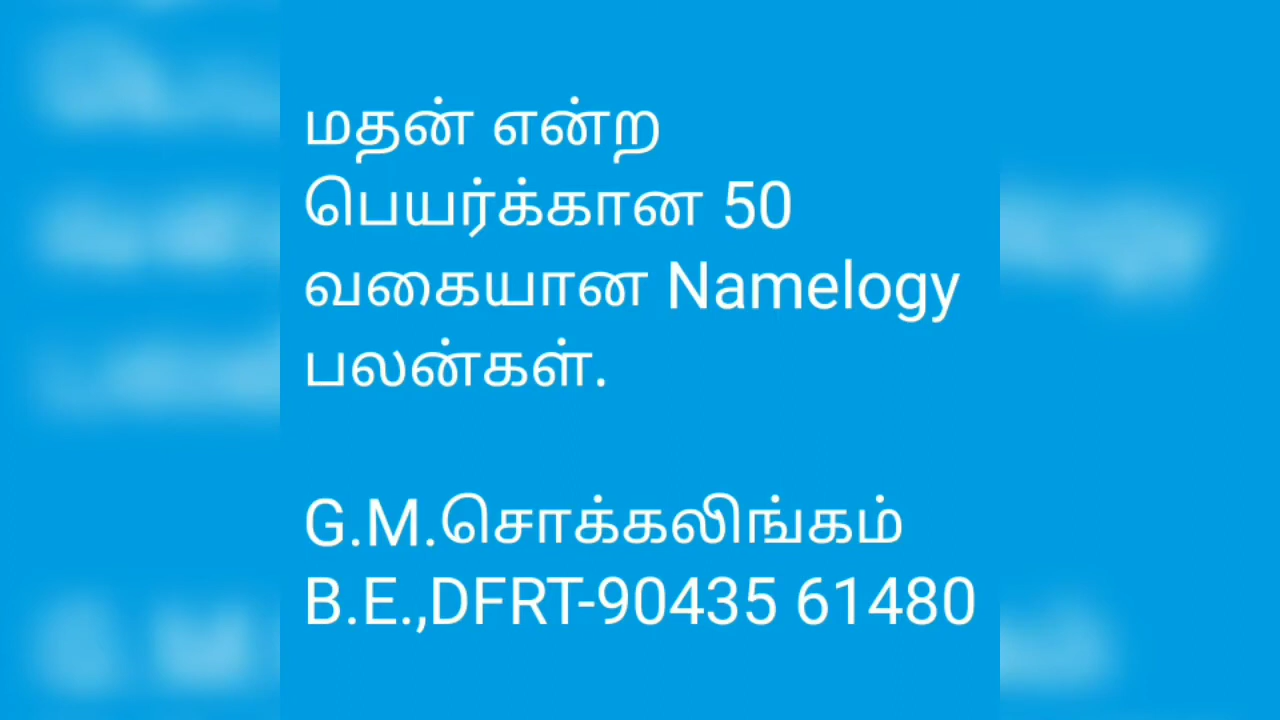 மதன் என்ற
பெயர்க்கான 50
வகையான Namelogy
பலன்கள்.
G.M.சொக்கலிங்கம்
B.E.,DFRT-90435 61480